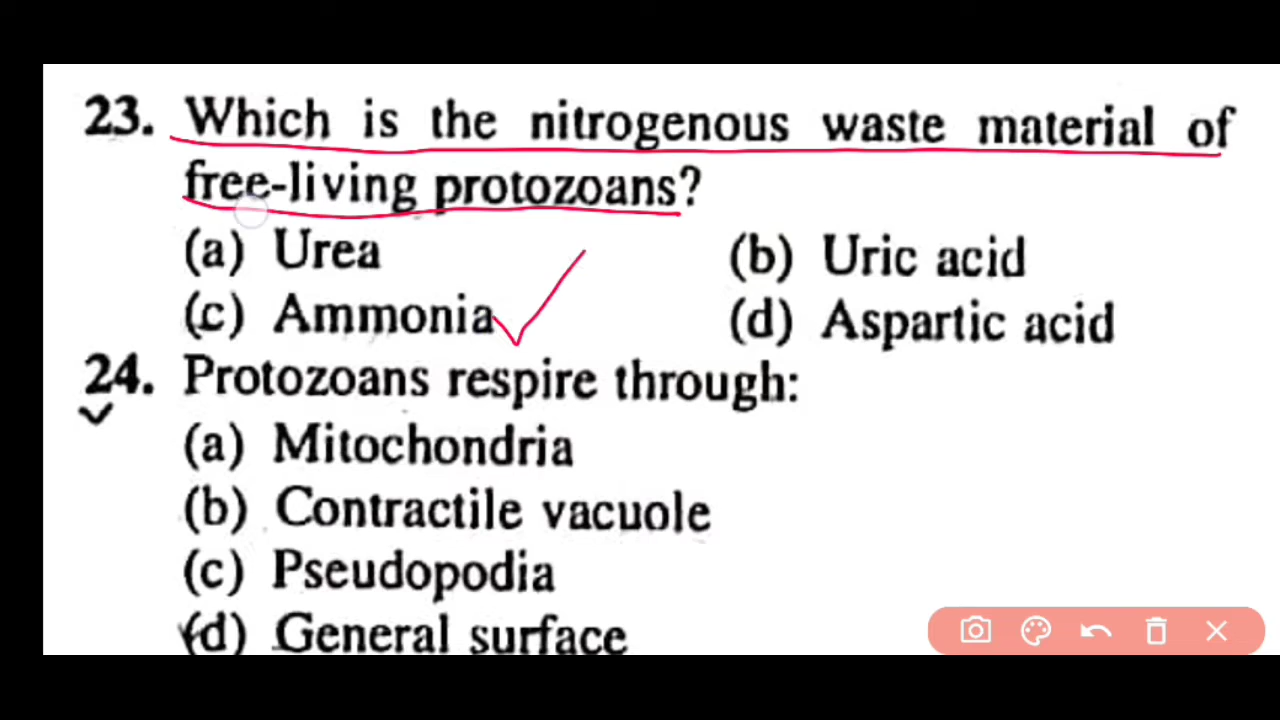 23. Which is the nitrogenous waste material of
free-living protozoans?
(a) Urea (b) Uric acid
(c) Ammonia (d) Aspartic acid
24. Protozoans respire through:
(a) Mitochondria
(b) Contractile vacuole
(c) Pseudopodia
(d) General surface